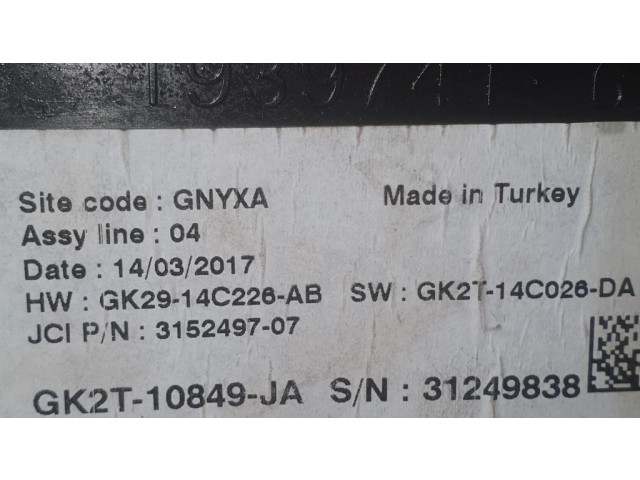 Site code : GNYXA Made in Turkey
Assy line : 04
Date : 14/03/2017
HW : GK29-14C226-AB SW : GK2T-14C026-DA
JCI P/N : 3152497-07
GK2T-10849-JA S/N : 31249838